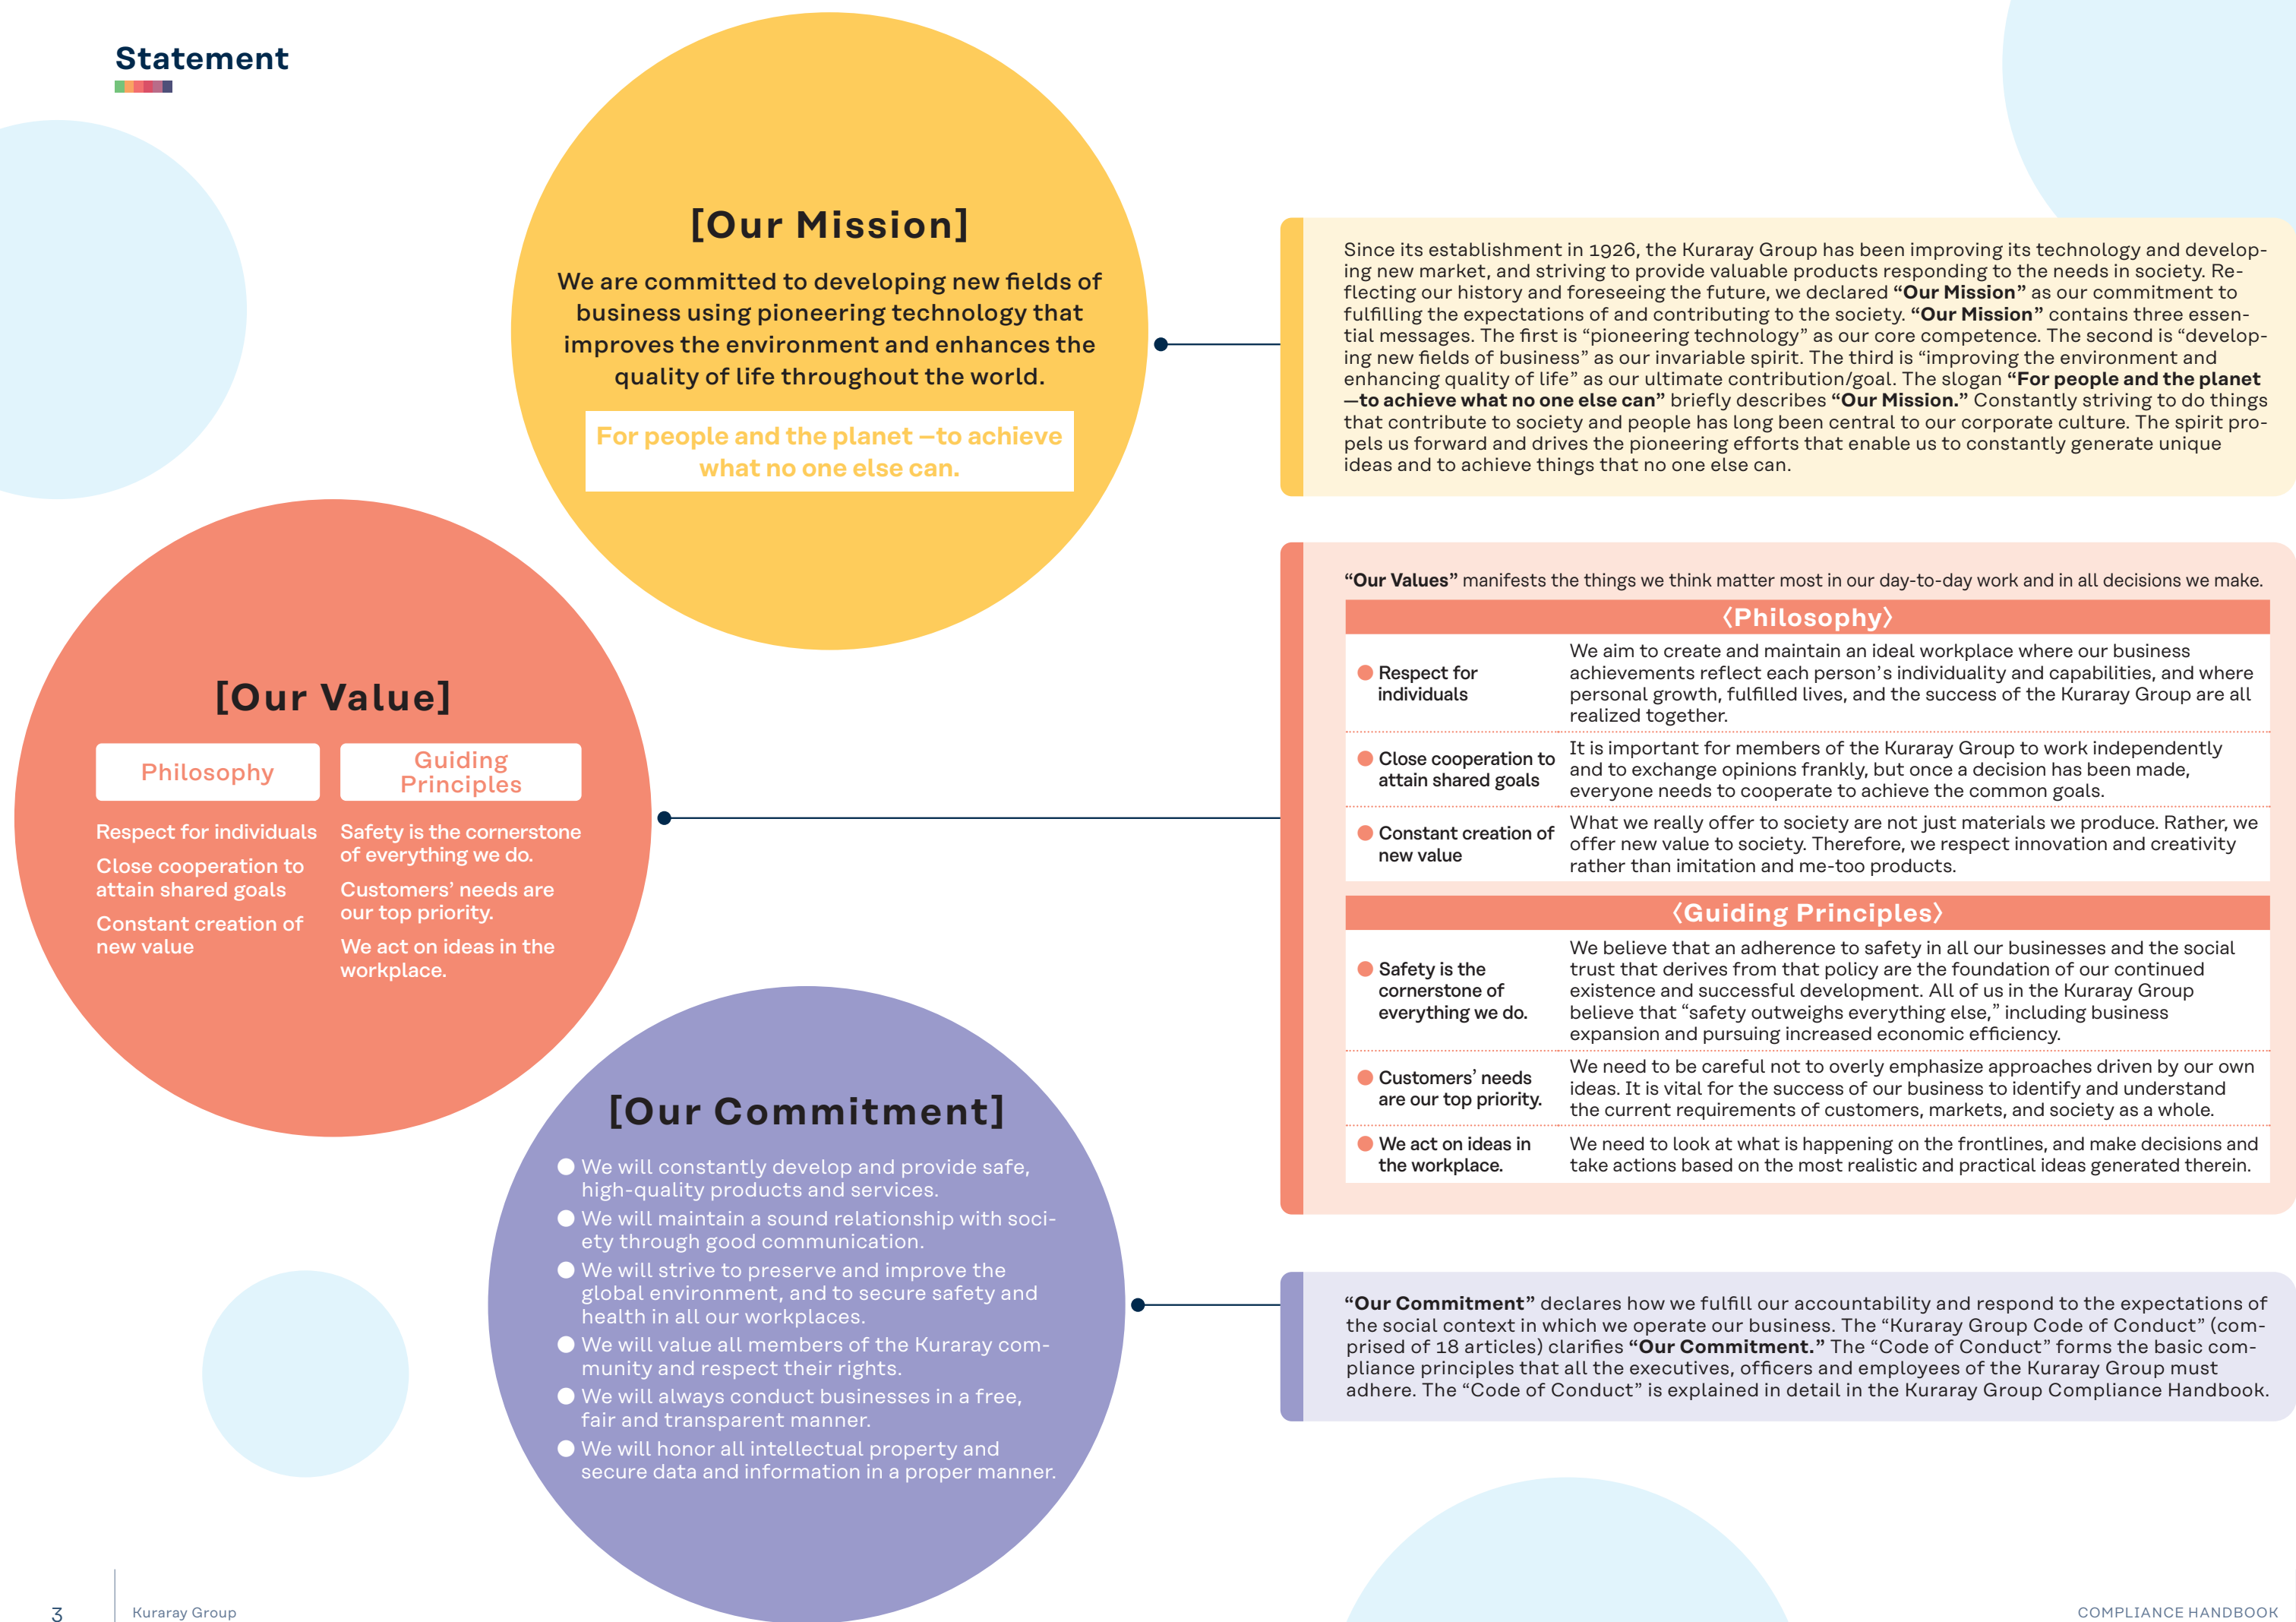 Statement
[Our Mission]
We are committed to developing new fields of
business using pioneering technology that
improves the environment and enhances the
quality of life throughout the world.
For people and the planet —to achieve
what no one else can.
Since its establishment in 1926, the Kuraray Group has been improving its technology and develop-
ing new market, and striving to provide valuable products responding to the needs in society. Re-
flecting our history and foreseeing the future, we declared “Our Mission” as our commitment to
fulfilling the expectations of and contributing to the society. “Our Mission” contains three essen-
tial messages. The first is “pioneering technology” as our core competence. The second is “develop-
ing new fields of business” as our invariable spirit. The third is “improving the environment and
enhancing quality of life” as our ultimate contribution/goal. The slogan “For people and the planet
—to achieve what no one else can” briefly describes “Our Mission.” Constantly striving to do things
that contribute to society and people has long been central to our corporate culture. The spirit pro-
pels us forward and drives the pioneering efforts that enable us to constantly generate unique
ideas and to achieve things that no one else can.
[Our Value]
Philosophy
Respect for individuals
Close cooperation to
attain shared goals
Constant creation of
new value
Guiding
Principles
Safety is the cornerstone
of everything we do.
Customers’ needs are
our top priority.
We act on ideas in the
workplace.
“Our Values” manifests the things we think matter most in our day-to-day work and in all decisions we make.
〈Philosophy〉
● Respect for
individuals
We aim to create and maintain an ideal workplace where our business
achievements reflect each person’s individuality and capabilities, and where
personal growth, fulfilled lives, and the success of the Kuraray Group are all
realized together.
● Close cooperation to
attain shared goals
It is important for members of the Kuraray Group to work independently
and to exchange opinions frankly, but once a decision has been made,
everyone needs to cooperate to achieve the common goals.
● Constant creation of
new value
What we really offer to society are not just materials we produce. Rather, we
offer new value to society. Therefore, we respect innovation and creativity
rather than imitation and me-too products.
〈Guiding Principles〉
● Safety is the
cornerstone of
everything we do.
We believe that an adherence to safety in all our businesses and the social
trust that derives from that policy are the foundation of our continued
existence and successful development. All of us in the Kuraray Group
believe that “safety outweighs everything else,” including business
expansion and pursuing increased economic efficiency.
● Customers’ needs
are our top priority.
We need to be careful not to overly emphasize approaches driven by our own
ideas. It is vital for the success of our business to identify and understand
the current requirements of customers, markets, and society as a whole.
● We act on ideas in
the workplace.
We need to look at what is happening on the frontlines, and make decisions and
take actions based on the most realistic and practical ideas generated therein.
[Our Commitment]
● We will constantly develop and provide safe,
high-quality products and services.
● We will maintain a sound relationship with soci-
ety through good communication.
● We will strive to preserve and improve the
global environment, and to secure safety and
health in all our workplaces.
● We will value all members of the Kuraray com-
munity and respect their rights.
● We will always conduct businesses in a free,
fair and transparent manner.
● We will honor all intellectual property and
secure data and information in a proper manner.
“Our Commitment” declares how we fulfill our accountability and respond to the expectations of
the social context in which we operate our business. The “Kuraray Group Code of Conduct” (com-
prised of 18 articles) clarifies “Our Commitment.” The “Code of Conduct” forms the basic com-
pliance principles that all the executives, officers and employees of the Kuraray Group must
adhere. The “Code of Conduct” is explained in detail in the Kuraray Group Compliance Handbook.
3
Kuraray Group
COMPLIANCE HANDBOOK